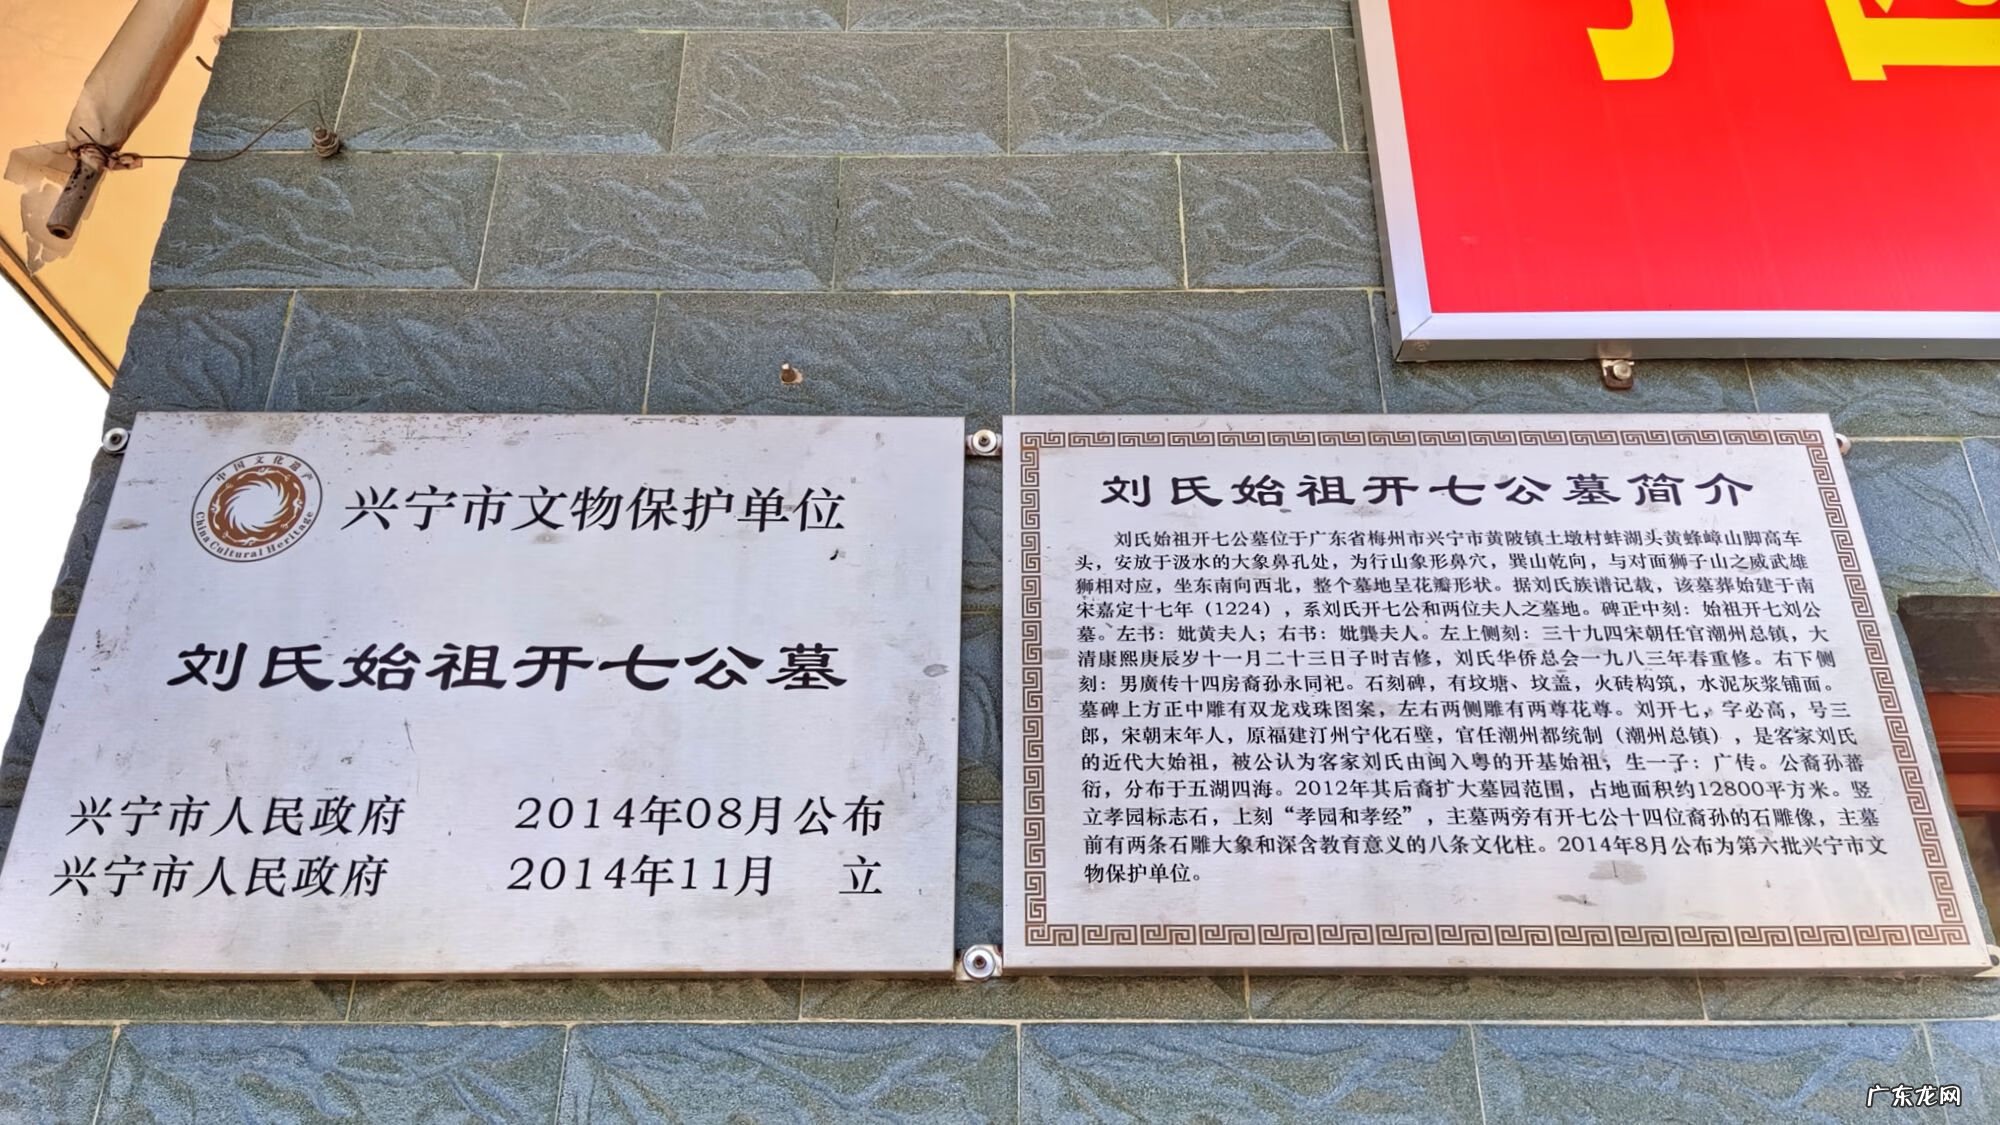 中国文化遗产
China Cultural Heritage
兴宁市文物保护单位
刘氏始祖开七公墓
兴宁市人民政府 2014年08月公布
兴宁市人民政府 2014年11月 立
刘氏始祖开七公墓简介
刘氏始祖开七公墓位于广东省梅州市兴宁市黄陂镇土墩村蚌湖头黄蜂嶂山脚高车
头，安放于汲水的大象鼻孔处，为行山象形鼻穴，巽山乾向，与对面狮子山之威武雄
狮相对应，坐东南向西北，整个墓地呈花瓣形状。据刘氏族谱记载，该墓葬始建于南
宋嘉定十七年（1224），系刘氏开七公和两位夫人之墓地。碑正中刻：始祖开七刘公
墓。左书：妣黄夫人；右书：妣龔夫人。左上侧刻：三十九四宋朝任官潮州总镇，大
清康熙庚辰岁十一月二十三日子时吉修，刘氏华侨总会一九八三年春重修。右下侧
刻：男廣传十四房裔孙永同祀。石刻碑，有坟塘、坟盖，火砖构筑，水泥灰浆铺面。
墓碑上方正中雕有双龙戏珠图案，左右两侧雕有两尊花尊。刘开七，字必高，号三
郎，宋朝末年人，原福建汀州宁化石壁，官任潮州都统制（潮州总镇），是客家刘氏
的近代大始祖，被公认为客家刘氏由闽入粤的开基始祖，生一子：广传。公裔孙蕃
衍，分布于五湖四海。2012年其后裔扩大墓园范围，占地面积约12800平方米。竖
立孝园标志石，上刻“孝园和孝经”，主墓两旁有开七公十四位裔孙的石雕像，主墓
前有两条石雕大象和深含教育意义的八条文化柱。2014年8月公布为第六批兴宁市文
物保护单位。
广东龙网